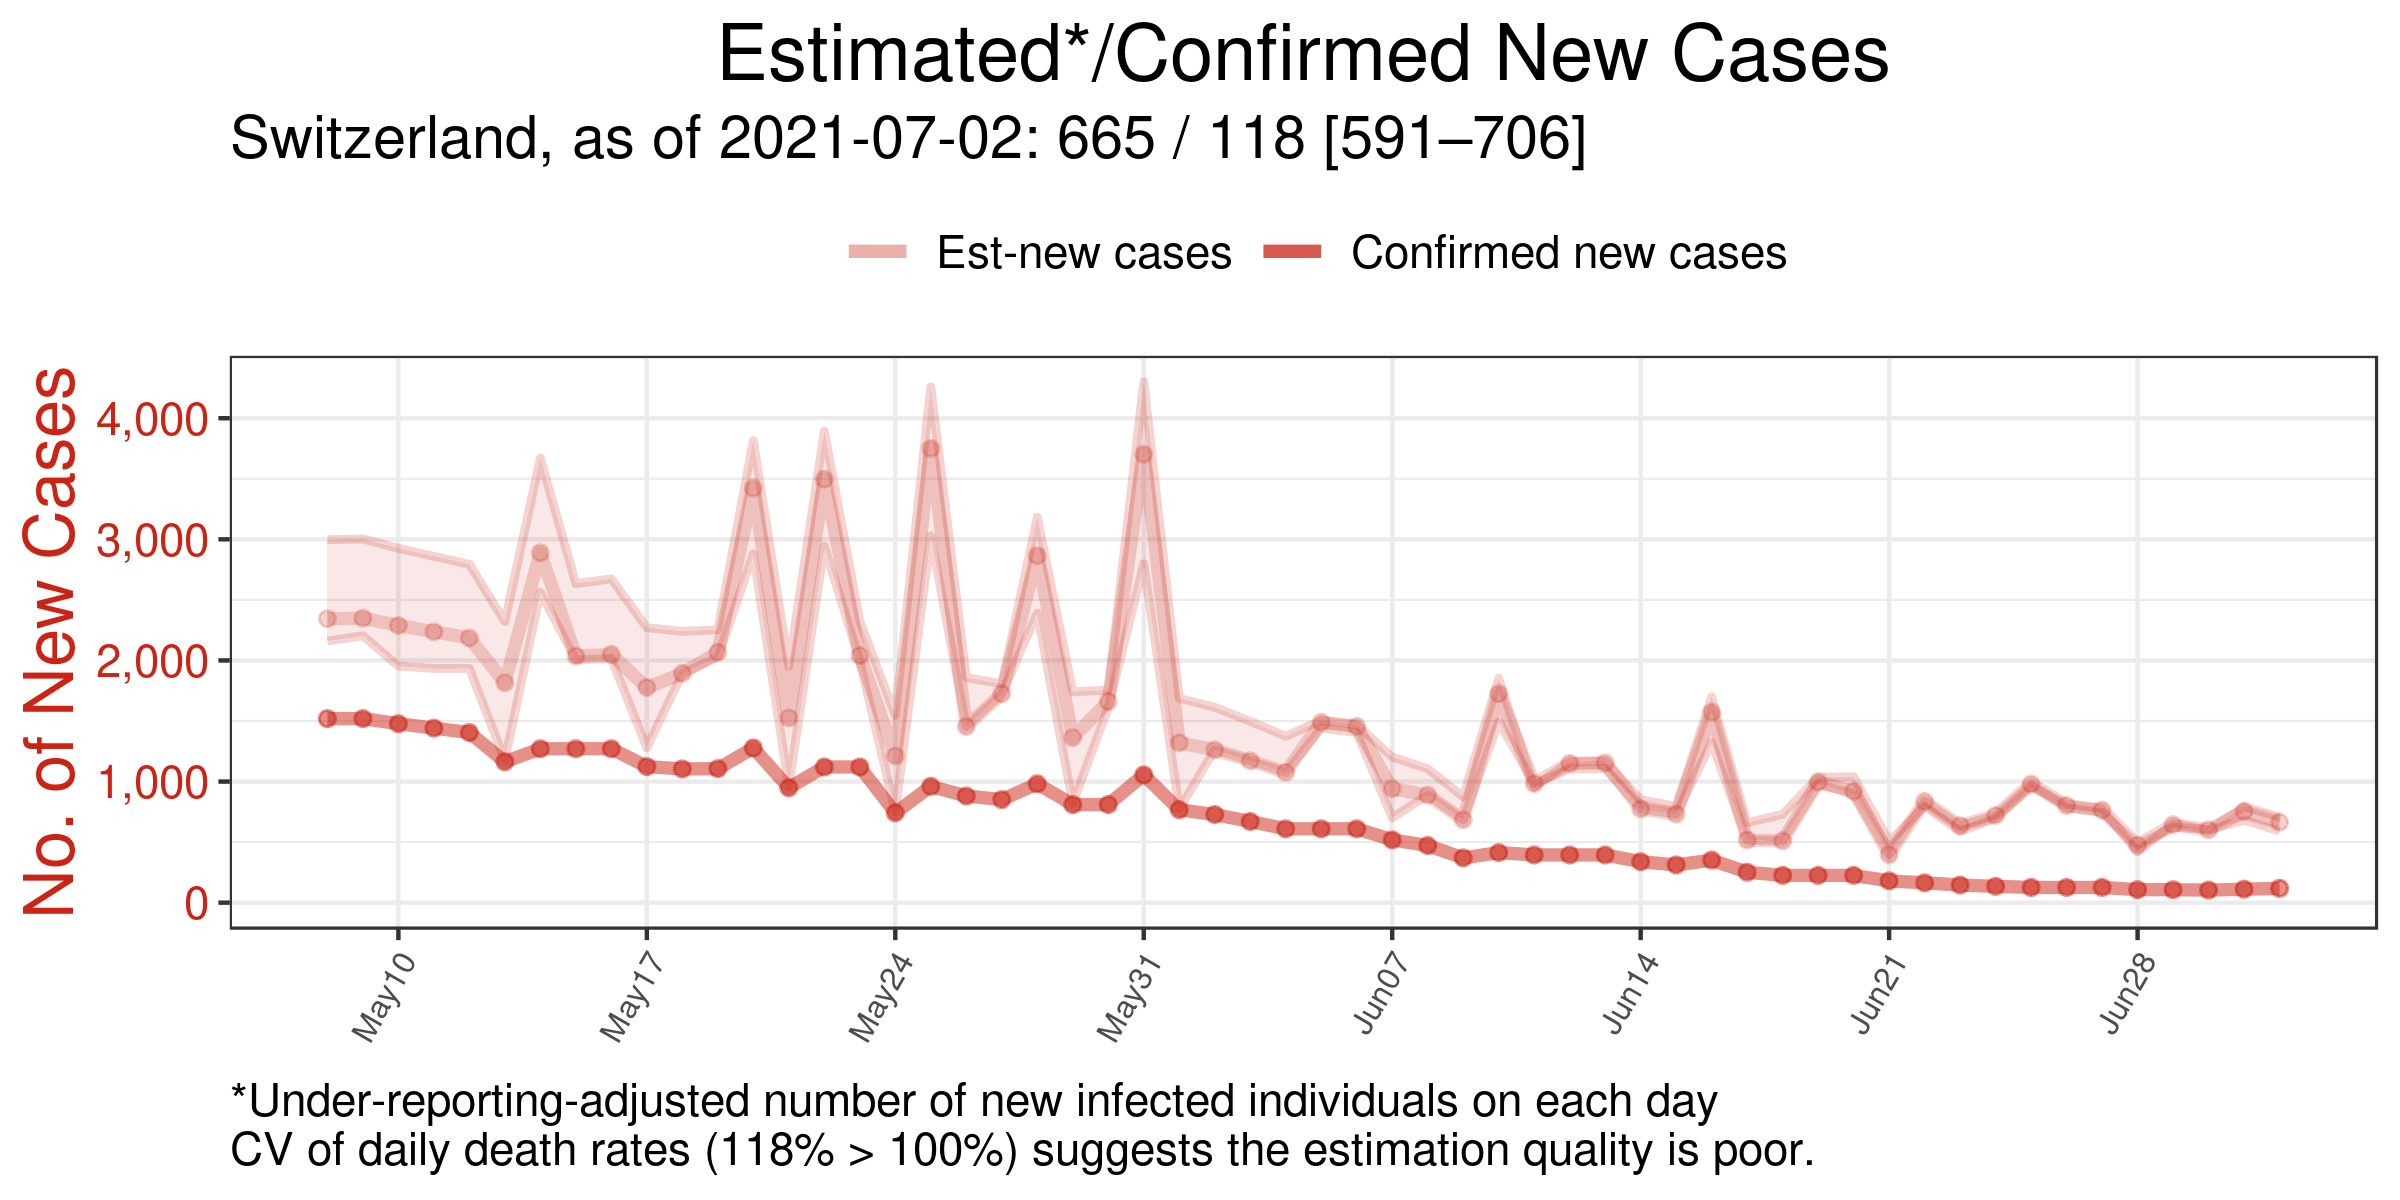 Estimated*/Confirmed New Cases
Switzerland, as of 2021-07-02: 665 / 118 [591–706]
Est-new cases
Confirmed new cases
No. of New Cases
4,000
3,000
2,000
1,000
0
May10
May17
May24
May31
Jun07
Jun14
Jun21
Jun28
*Under-reporting-adjusted number of new infected individuals on each day
CV of daily death rates (118% > 100%) suggests the estimation quality is poor.